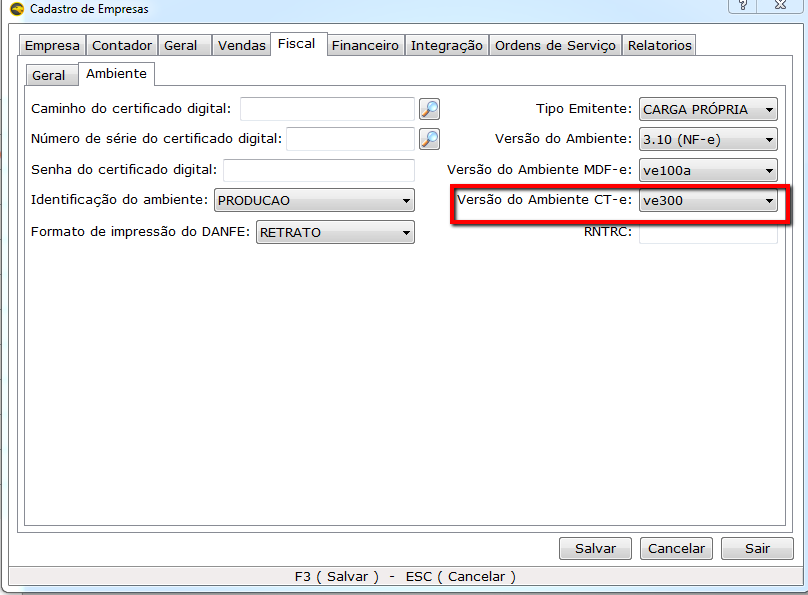 Cadastro de Empresas
?
Empresa Contador Geral Vendas Fiscal Financeiro Integração Ordens de Serviço Relatorios
Geral Ambiente
Caminho do certificado digital: Tipo Emitente: CARGA PRÓPRIA
Número de série do certificado digital: Versão do Ambiente: 3.10 (NF-e)
Senha do certificado digital: Versão do Ambiente MDF-e: ve100a
Identificação do ambiente: PRODUCAO Versão do Ambiente CT-e: ve300
Formato de impressão do DANFE: RETRATO RNTRC:
Salvar Cancelar Sair
F3 ( Salvar ) - ESC ( Cancelar )